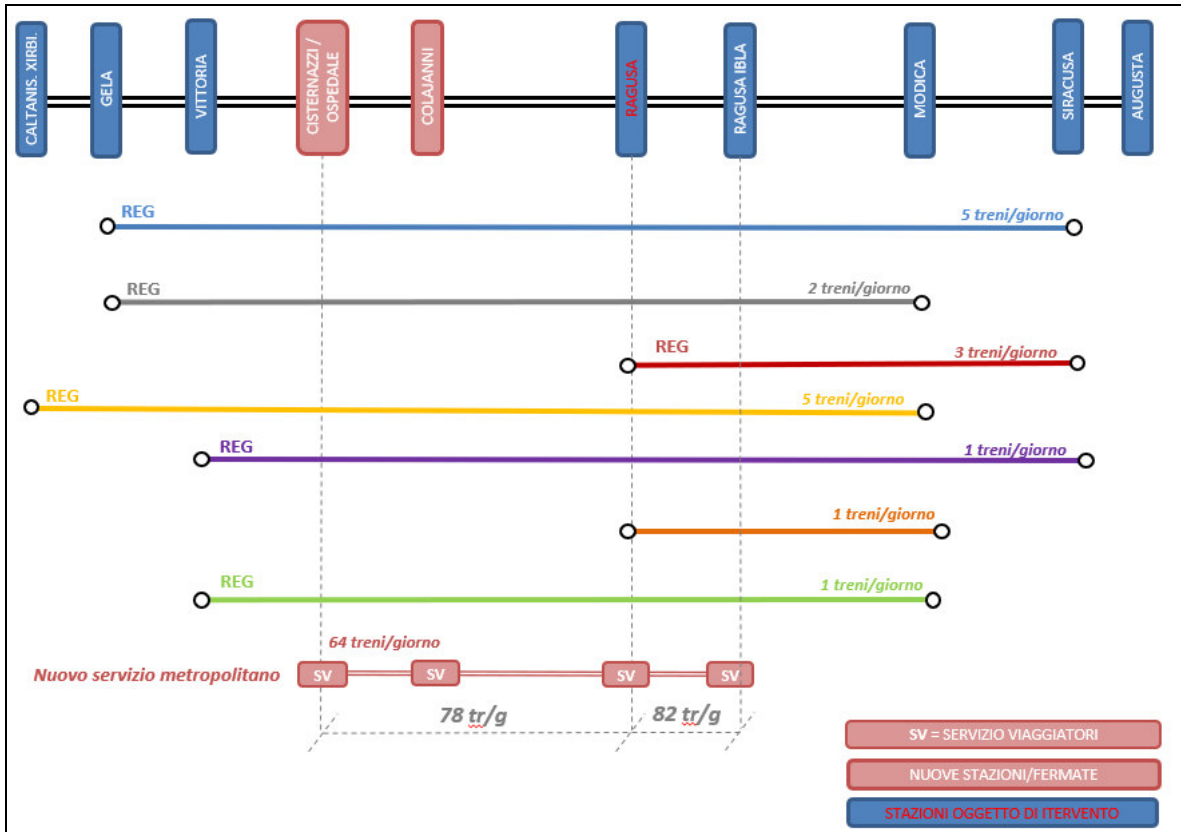 CALTANIS. XIRBI.
GELA
VITTORIA
CISTERNAZZI /
OSPEDALE
COLAJANNI
RAGUSA
RAGUSA IBLA
MODICA
SIRACUSA
AUGUSTA
REG
5 treni/giorno
REG
2 treni/giorno
REG
3 treni/giorno
REG
5 treni/giorno
REG
1 treni/giorno
1 treni/giorno
REG
1 treni/giorno
64 treni/giorno
Nuovo servizio metropolitano
SV
SV
SV
SV
78 tr/g
82 tr/g
SV = SERVIZIO VIAGGIATORI
NUOVE STAZIONI/FERMATE
STAZIONI OGGETTO DI ITERVENTO